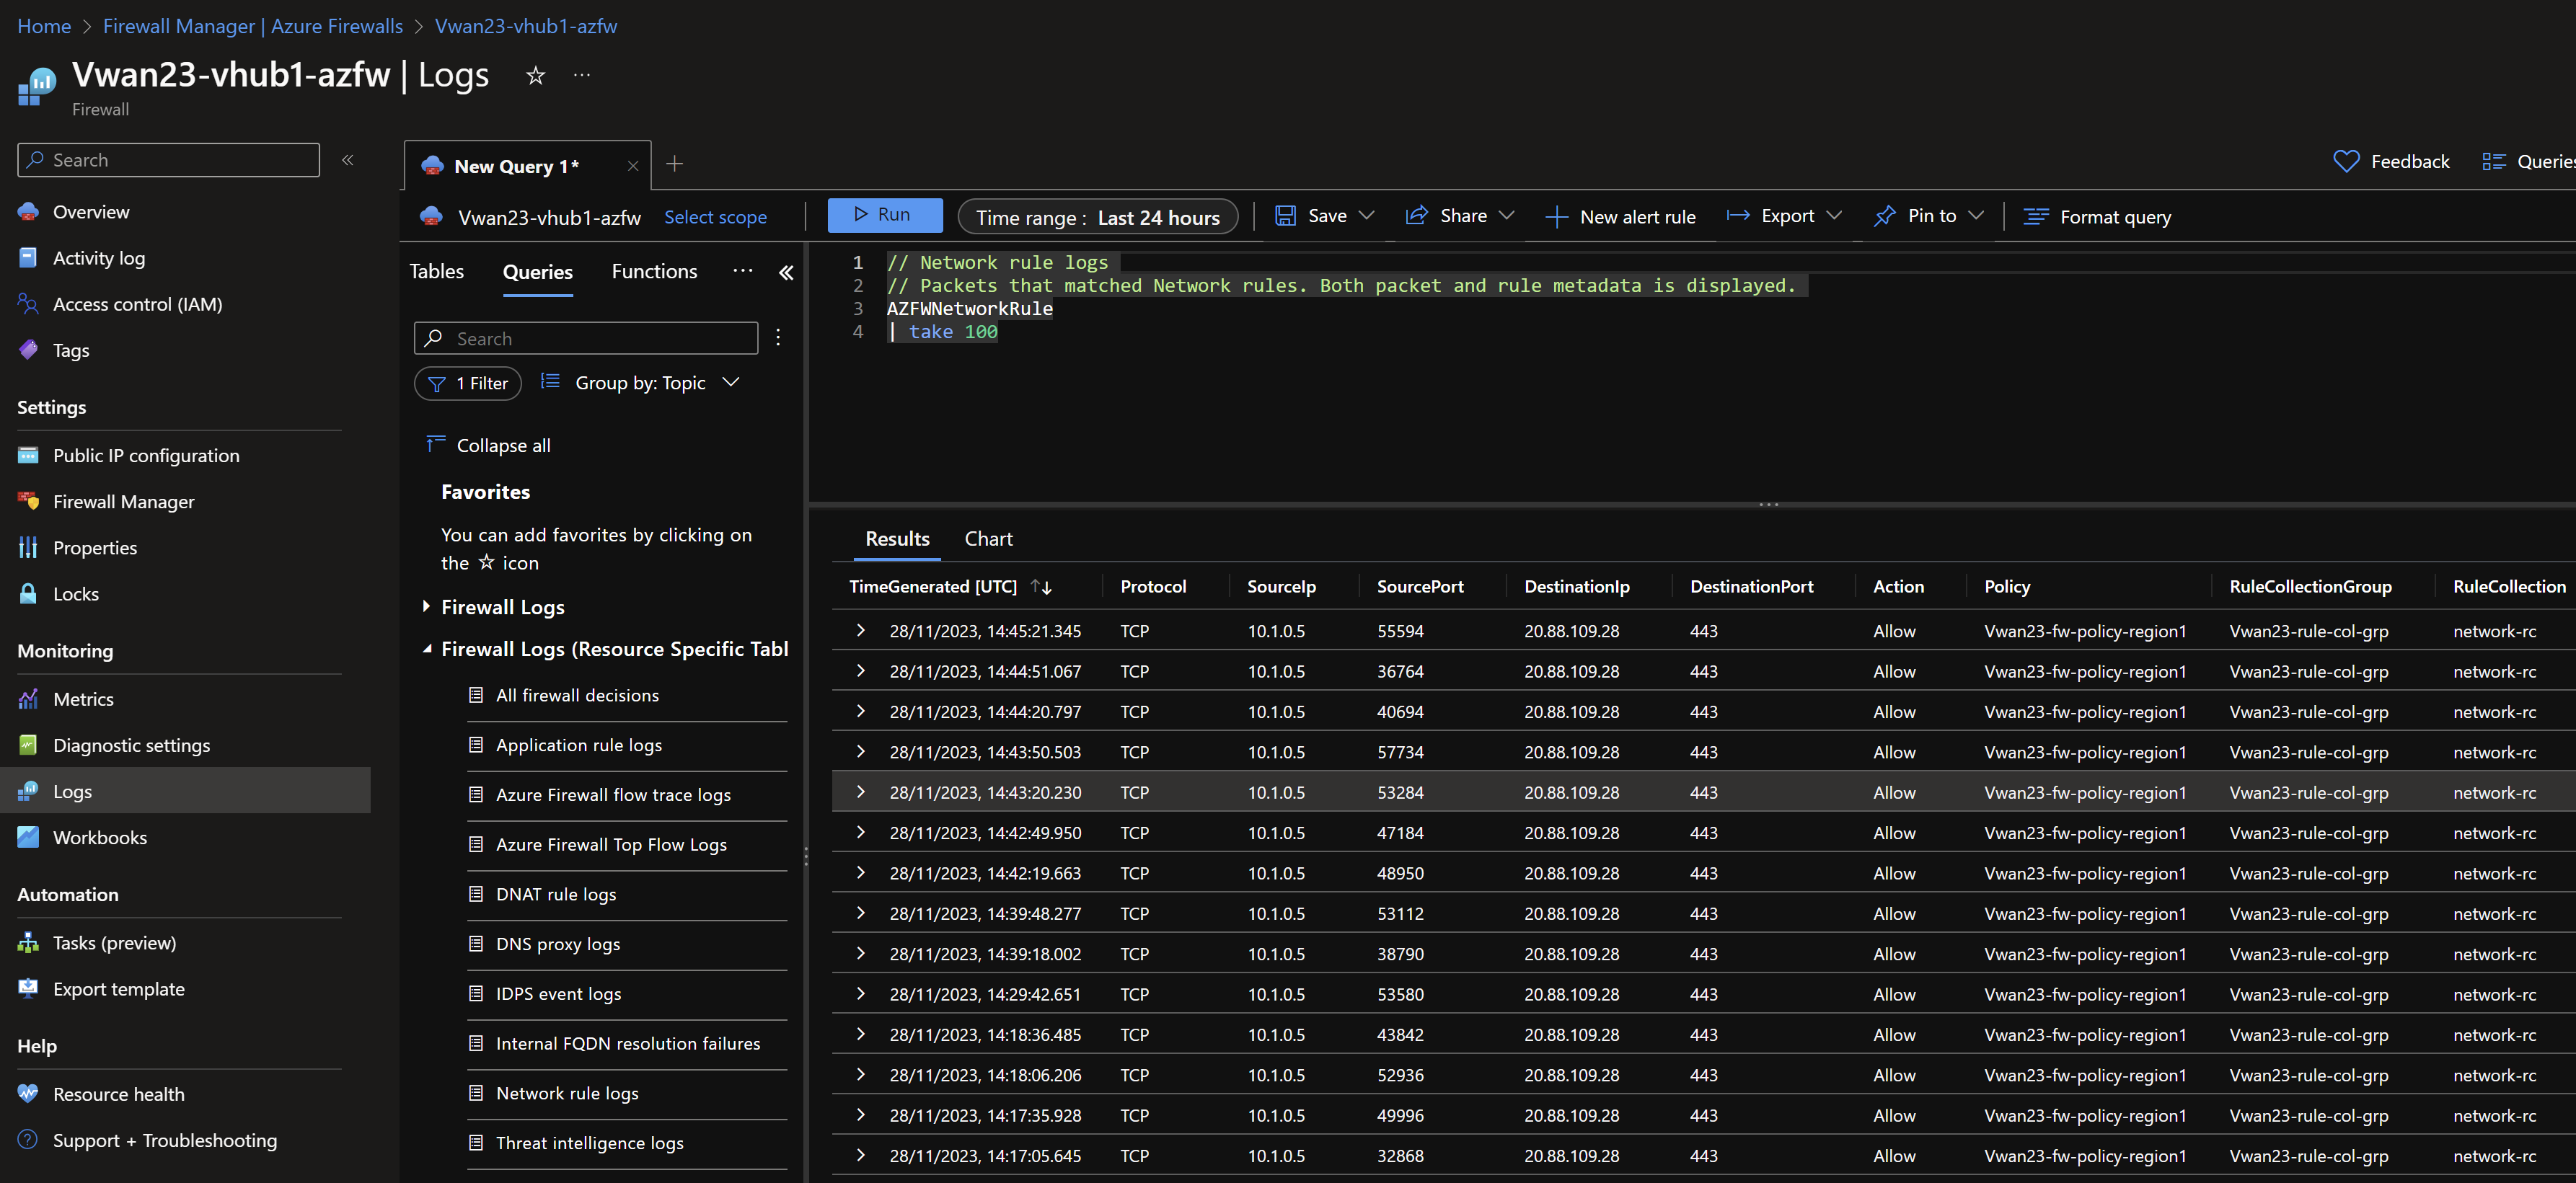 Home > Firewall Manager | Azure Firewalls > Vwan23-vhub1-azfw
Vwan23-vhub1-azfw | Logs
Firewall
Search
Overview
Activity log
Access control (IAM)
Tags
Settings
Public IP configuration
Firewall Manager
Properties
Locks
Monitoring
Metrics
Diagnostic settings
Logs
Workbooks
Automation
Tasks (preview)
Export template
Help
Resource health
Support + Troubleshooting
New Query 1*
Feedback Queries
Vwan23-vhub1-azfw Select scope Run Time range : Last 24 hours Save Share New alert rule Export Pin to Format query
Tables Queries Functions
Search
1 Filter Group by: Topic
Collapse all
Favorites
You can add favorites by clicking on
the ☆ icon
Firewall Logs
Firewall Logs (Resource Specific Tabl
All firewall decisions
Application rule logs
Azure Firewall flow trace logs
Azure Firewall Top Flow Logs
DNAT rule logs
DNS proxy logs
IDPS event logs
Internal FQDN resolution failures
Network rule logs
Threat intelligence logs
1 // Network rule logs
2 // Packets that matched Network rules. Both packet and rule metadata is displayed.
3 AZFWNetworkRule
4 | take 100
Results Chart
TimeGenerated [UTC] Protocol SourceIp SourcePort DestinationIp DestinationPort Action Policy RuleCollectionGroup RuleCollection
28/11/2023, 14:45:21.345 TCP 10.1.0.5 55594 20.88.109.28 443 Allow Vwan23-fw-policy-region1 Vwan23-rule-col-grp network-rc
28/11/2023, 14:44:51.067 TCP 10.1.0.5 36764 20.88.109.28 443 Allow Vwan23-fw-policy-region1 Vwan23-rule-col-grp network-rc
28/11/2023, 14:44:20.797 TCP 10.1.0.5 40694 20.88.109.28 443 Allow Vwan23-fw-policy-region1 Vwan23-rule-col-grp network-rc
28/11/2023, 14:43:50.503 TCP 10.1.0.5 57734 20.88.109.28 443 Allow Vwan23-fw-policy-region1 Vwan23-rule-col-grp network-rc
28/11/2023, 14:43:20.230 TCP 10.1.0.5 53284 20.88.109.28 443 Allow Vwan23-fw-policy-region1 Vwan23-rule-col-grp network-rc
28/11/2023, 14:42:49.950 TCP 10.1.0.5 47184 20.88.109.28 443 Allow Vwan23-fw-policy-region1 Vwan23-rule-col-grp network-rc
28/11/2023, 14:42:19.663 TCP 10.1.0.5 48950 20.88.109.28 443 Allow Vwan23-fw-policy-region1 Vwan23-rule-col-grp network-rc
28/11/2023, 14:39:48.277 TCP 10.1.0.5 53112 20.88.109.28 443 Allow Vwan23-fw-policy-region1 Vwan23-rule-col-grp network-rc
28/11/2023, 14:39:18.002 TCP 10.1.0.5 38790 20.88.109.28 443 Allow Vwan23-fw-policy-region1 Vwan23-rule-col-grp network-rc
28/11/2023, 14:29:42.651 TCP 10.1.0.5 53580 20.88.109.28 443 Allow Vwan23-fw-policy-region1 Vwan23-rule-col-grp network-rc
28/11/2023, 14:18:36.485 TCP 10.1.0.5 43842 20.88.109.28 443 Allow Vwan23-fw-policy-region1 Vwan23-rule-col-grp network-rc
28/11/2023, 14:18:06.206 TCP 10.1.0.5 52936 20.88.109.28 443 Allow Vwan23-fw-policy-region1 Vwan23-rule-col-grp network-rc
28/11/2023, 14:17:35.928 TCP 10.1.0.5 49996 20.88.109.28 443 Allow Vwan23-fw-policy-region1 Vwan23-rule-col-grp network-rc
28/11/2023, 14:17:05.645 TCP 10.1.0.5 32868 20.88.109.28 443 Allow Vwan23-fw-policy-region1 Vwan23-rule-col-grp network-rc